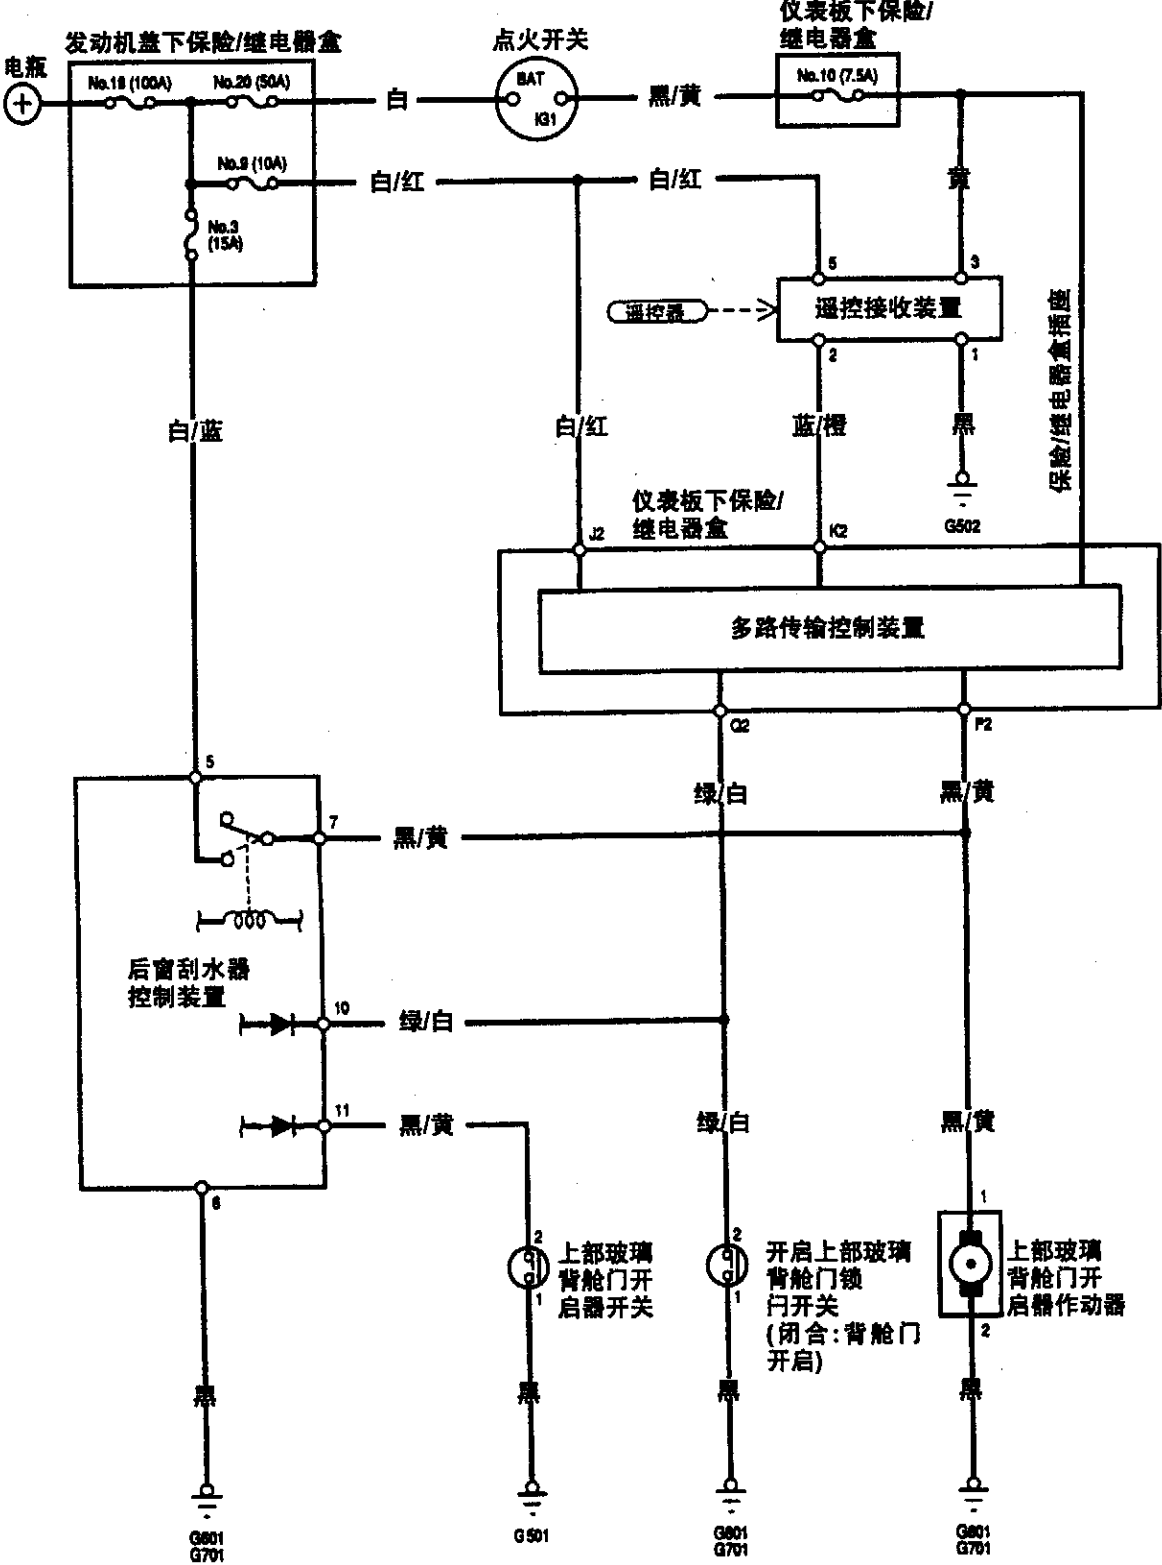 仪表板下保险/
继电器盒
发动机盖下保险/继电器盒
点火开关
电瓶
No.19 (100A)
No.20 (50A)
白
BAT
IG1
黑/黄
No.10 (7.5A)
No.9 (10A)
白/红
白/红
黄
No.3
(15A)
5
3
遥控器
遥控接收装置
2
1
保险/继电器盒插座
白/蓝
白/红
蓝/橙
黑
G502
仪表板下保险/
继电器盒
J2
K2
多路传输控制装置
Q2
P2
5
绿/白
黑/黄
7
黑/黄
后窗刮水器
控制装置
10
绿/白
11
黑/黄
绿/白
黑/黄
6
1
2
上部玻璃
背舱门开
启器开关
1
2
开启上部玻璃
背舱门锁
闩开关
(闭合:背舱门
开启)
1
上部玻璃
背舱门开
启器作动器
2
黑
黑
黑
黑
G601
G701
G501
G601
G701
G601
G701